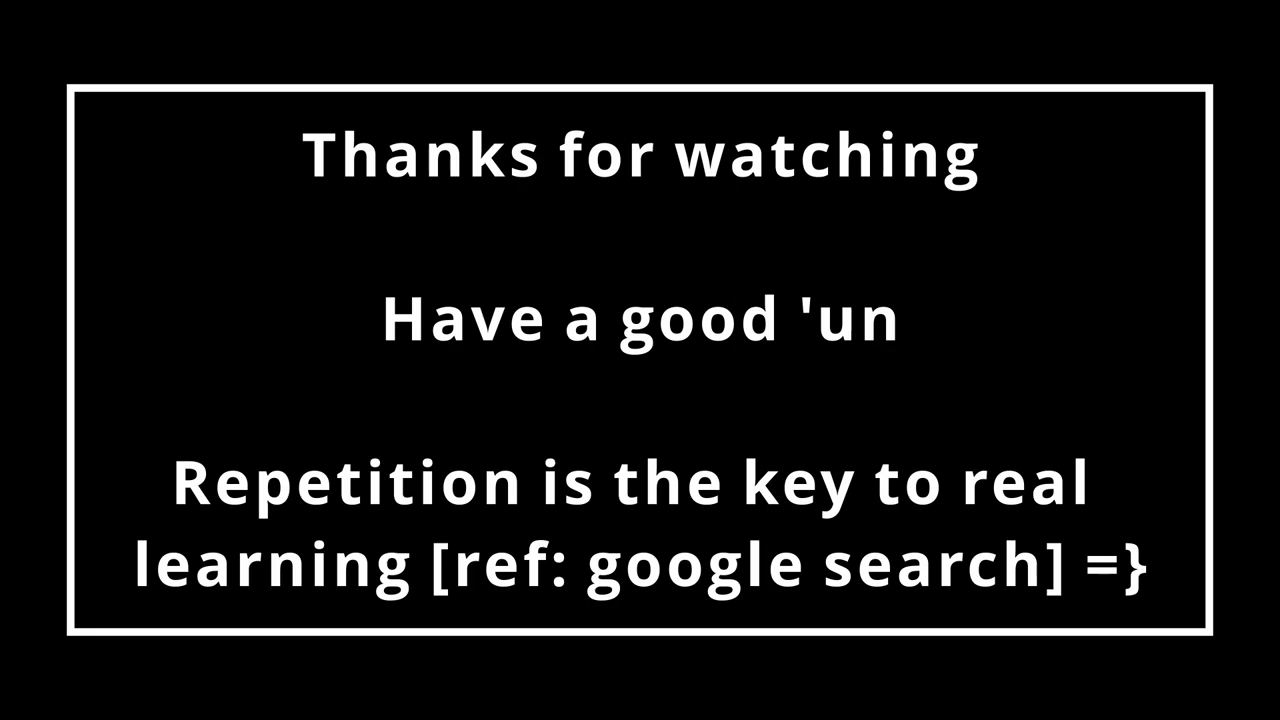 Thanks for watching
Have a good 'un
Repetition is the key to real
learning [ref: google search] =}